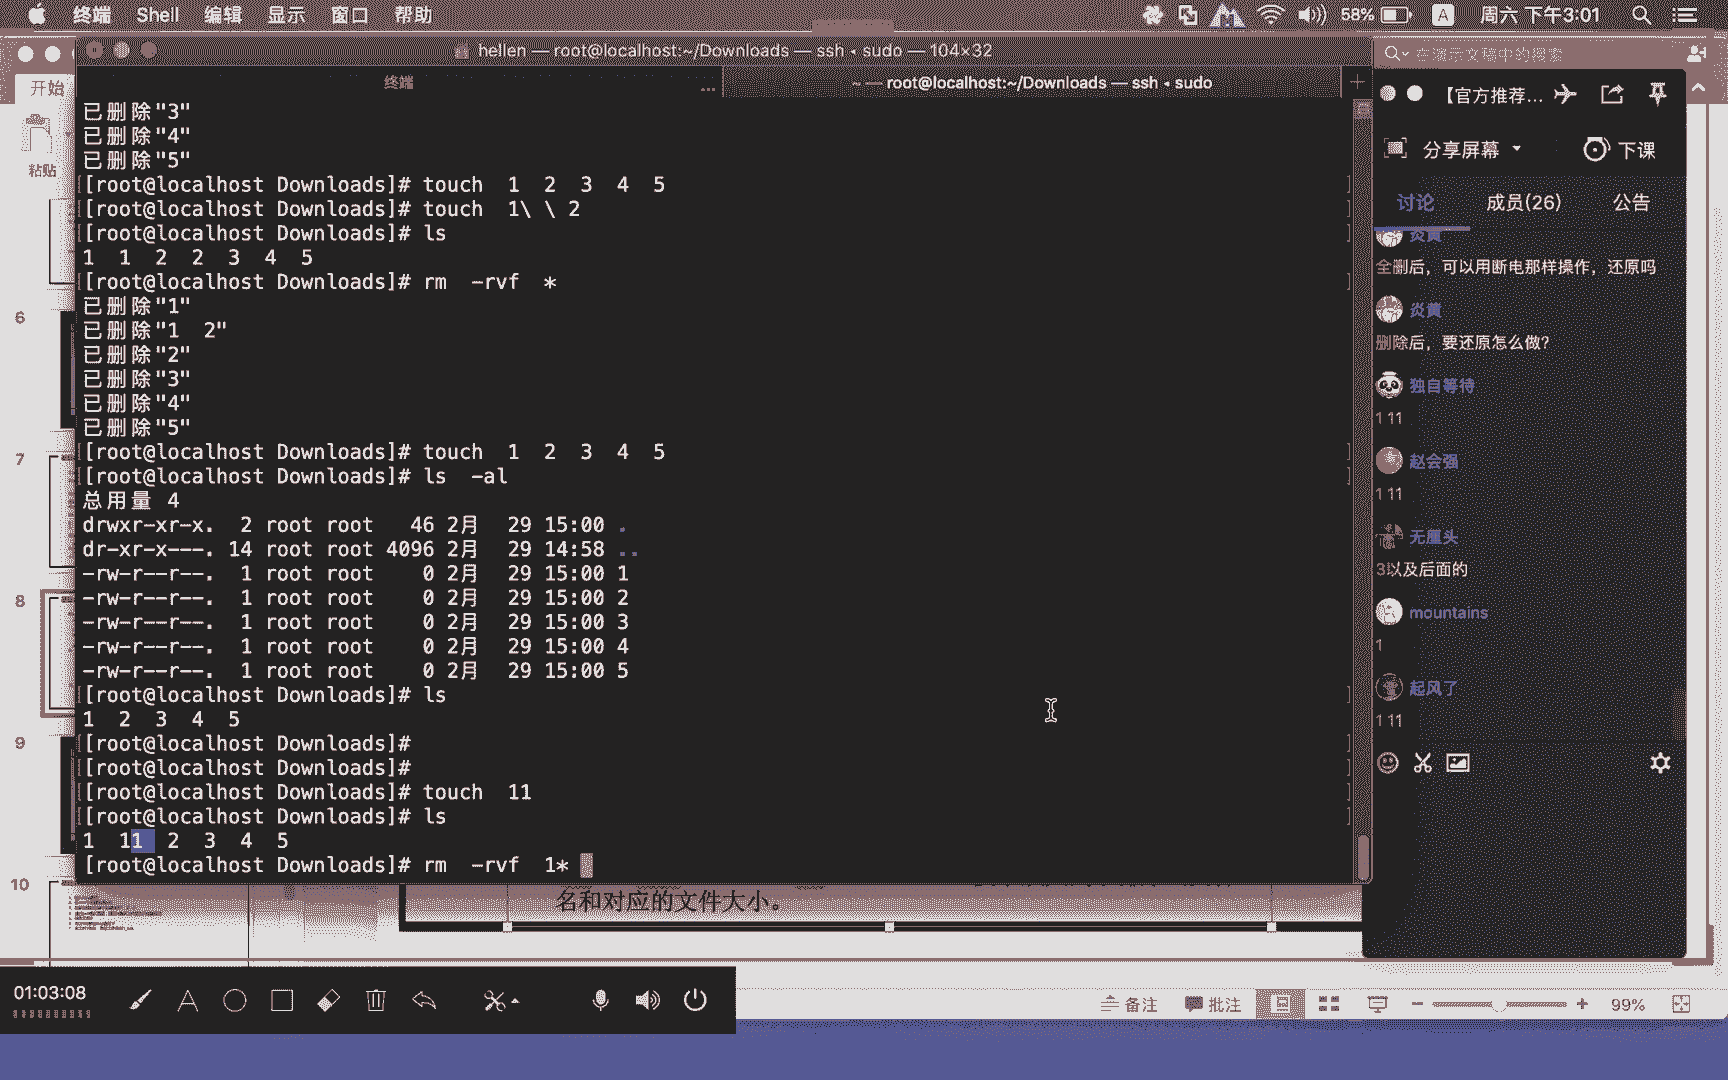 终端 Shell 编辑 显示 窗口 帮助
58% A 周六 下午3:01
hellen — root@localhost:~/Downloads — ssh • sudo — 104×32
在演示文稿中的搜索
开始
终端
...
~ — root@localhost:~/Downloads — ssh • sudo
+
【官方推荐...
粘贴
分享屏幕
下课
讨论 成员(26) 公告
已删除"3"
已删除"4"
已删除"5"
[root@localhost Downloads]# touch  1  2  3  4  5
[root@localhost Downloads]# touch  1\ \ 2
[root@localhost Downloads]# ls
1  1  2  2  3  4  5
[root@localhost Downloads]# rm  -rvf  *
已删除"1"
已删除"1  2"
已删除"2"
已删除"3"
已删除"4"
已删除"5"
[root@localhost Downloads]# touch  1  2  3  4  5
[root@localhost Downloads]# ls  -al
总用量 4
drwxr-xr-x.  2 root root   46 2月  29 15:00 .
dr-xr-x---. 14 root root 4096 2月  29 14:58 ..
-rw-r--r--.  1 root root    0 2月  29 15:00 1
-rw-r--r--.  1 root root    0 2月  29 15:00 2
-rw-r--r--.  1 root root    0 2月  29 15:00 3
-rw-r--r--.  1 root root    0 2月  29 15:00 4
-rw-r--r--.  1 root root    0 2月  29 15:00 5
[root@localhost Downloads]# ls
1  2  3  4  5
[root@localhost Downloads]#
[root@localhost Downloads]#
[root@localhost Downloads]# touch  11
[root@localhost Downloads]# ls
1  11  2  3  4  5
[root@localhost Downloads]# rm  -rvf  1*
炎黄
全删后，可以用断电那样操作，还原吗
炎黄
删除后，要还原怎么做?
独自等待
1 11
赵会强
1 11
无厘头
3以及后面的
mountains
1
起风了
1 11
6
7
8
9
10
名和对应的文件大小。
01:03:08
备注 批注
99%